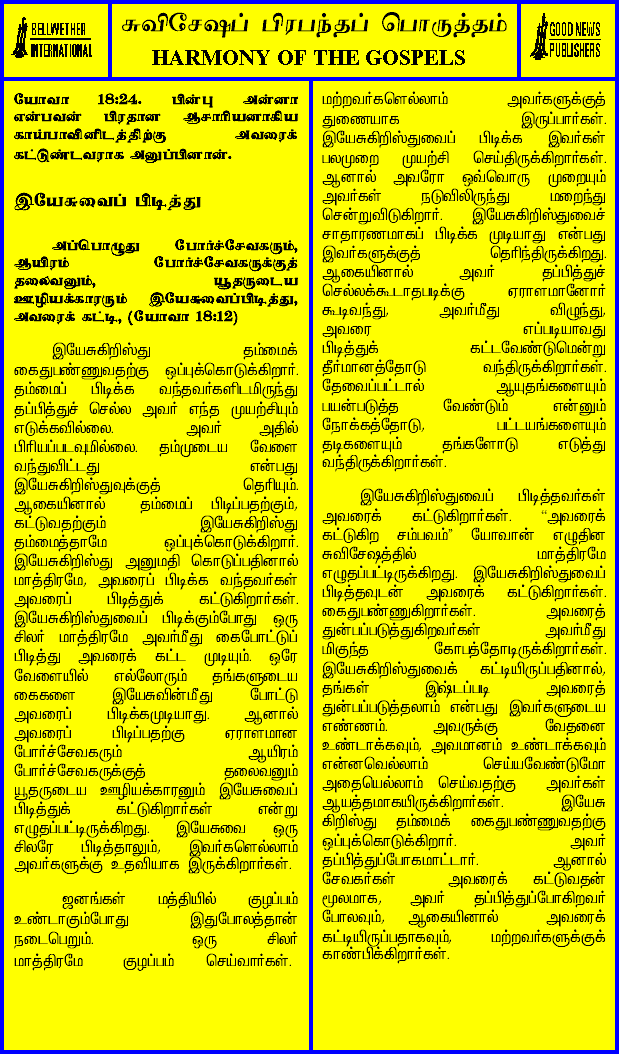 BELLWETHER
INTERNATIONAL
சுவிசேஷப் பிரபந்தப் பொருத்தம்
HARMONY OF THE GOSPELS
GOOD NEWS
PUBLISHERS
யோவா 18:24. பின்பு அன்னா
என்பவன் பிரதான ஆசாரியனாகிய
காய்பாவினிடத்திற்கு அவரைக்
கட்டுண்டவராக அனுப்பினான்.
இயேசுவைப் பிடித்து
அப்பொழுது போர்ச்சேவகரும்,
ஆயிரம் போர்ச்சேவகருக்குத்
தலைவனும், யூதருடைய
ஊழியக்காரரும் இயேசுவைப்பிடித்து,
அவரைக் கட்டி, (யோவா 18:12)
இயேசுகிறிஸ்து தம்மைக்
கைதுபண்ணுவதற்கு ஒப்புக்கொடுக்கிறார்.
தம்மைப் பிடிக்க வந்தவர்களிடமிருந்து
தப்பித்துச் செல்ல அவர் எந்த முயற்சியும்
எடுக்கவில்லை. அவர் அதில்
பிரியப்படவுமில்லை. தம்முடைய வேளை
வந்துவிட்டது என்பது
இயேசுகிறிஸ்துவுக்குத் தெரியும்.
ஆகையினால் தம்மைப் பிடிப்பதற்கும்,
கட்டுவதற்கும் இயேசுகிறிஸ்து
தம்மைத்தாமே ஒப்புக்கொடுக்கிறார்.
இயேசுகிறிஸ்து அனுமதி கொடுப்பதினால்
மாத்திரமே, அவரைப் பிடிக்க வந்தவர்கள்
அவரைப் பிடித்துக் கட்டுகிறார்கள்.
இயேசுகிறிஸ்துவைப் பிடிக்கும்போது ஒரு
சிலர் மாத்திரமே அவர்மீது கைபோட்டுப்
பிடித்து அவரைக் கட்ட முடியும். ஒரே
வேளையில் எல்லோரும் தங்களுடைய
கைகளை இயேசுவின்மீது போட்டு
அவரைப் பிடிக்கமுடியாது. ஆனால்
அவரைப் பிடிப்பதற்கு ஏராளமான
போர்ச்சேவகரும் ஆயிரம்
போர்ச்சேவகருக்குத் தலைவனும்
யூதருடைய ஊழியக்காரனும் இயேசுவைப்
பிடித்துக் கட்டுகிறார்கள் என்று
எழுதப்பட்டிருக்கிறது. இயேசுவை ஒரு
சிலரே பிடித்தாலும், இவர்களெல்லாம்
அவர்களுக்கு உதவியாக இருக்கிறார்கள்.
ஜனங்கள் மத்தியில் குழப்பம்
உண்டாகும்போது இதுபோலத்தான்
நடைபெறும். ஒரு சிலர்
மாத்திரமே குழப்பம் செய்வார்கள்.
மற்றவர்களெல்லாம் அவர்களுக்குத்
துணையாக இருப்பார்கள்.
இயேசுகிறிஸ்துவைப் பிடிக்க இவர்கள்
பலமுறை முயற்சி செய்திருக்கிறார்கள்.
ஆனால் அவரோ ஒவ்வொரு முறையும்
அவர்கள் நடுவிலிருந்து மறைந்து
சென்றுவிடுகிறார். இயேசுகிறிஸ்துவைச்
சாதாரணமாகப் பிடிக்க முடியாது என்பது
இவர்களுக்குத் தெரிந்திருக்கிறது.
ஆகையினால் அவர் தப்பித்துச்
செல்லக்கூடாதபடிக்கு ஏராளமானோர்
கூடிவந்து, அவர்மீது விழுந்து,
அவரை எப்படியாவது
பிடித்துக் கட்டவேண்டுமென்று
தீர்மானத்தோடு வந்திருக்கிறார்கள்.
தேவைப்பட்டால் ஆயுதங்களையும்
பயன்படுத்த வேண்டும் என்னும்
நோக்கத்தோடு, பட்டயங்களையும்
தடிகளையும் தங்களோடு எடுத்து
வந்திருக்கிறார்கள்.
இயேசுகிறிஸ்துவைப் பிடித்தவர்கள்
அவரைக் கட்டுகிறார்கள். “அவரைக்
கட்டுகிற சம்பவம்” யோவான் எழுதின
சுவிசேஷத்தில் மாத்திரமே
எழுதப்பட்டிருக்கிறது. இயேசுகிறிஸ்துவைப்
பிடித்தவுடன் அவரைக் கட்டுகிறார்கள்.
கைதுபண்ணுகிறார்கள். அவரைத்
துன்பப்படுத்துகிறவர்கள் அவர்மீது
மிகுந்த கோபத்தோடிருக்கிறார்கள்.
இயேசுகிறிஸ்துவைக் கட்டியிருப்பதினால்,
தங்கள் இஷ்டப்படி அவரைத்
துன்பப்படுத்தலாம் என்பது இவர்களுடைய
எண்ணம். அவருக்கு வேதனை
உண்டாக்கவும், அவமானம் உண்டாக்கவும்
என்னவெல்லாம் செய்யவேண்டுமோ
அதையெல்லாம் செய்வதற்கு அவர்கள்
ஆயத்தமாகயிருக்கிறார்கள். இயேசு
கிறிஸ்து தம்மைக் கைதுபண்ணுவதற்கு
ஒப்புக்கொடுக்கிறார். அவர்
தப்பித்துப்போகமாட்டார். ஆனால்
சேவகர்கள் அவரைக் கட்டுவதன்
மூலமாக, அவர் தப்பித்துப்போகிறவர்
போலவும், ஆகையினால் அவரைக்
கட்டியிருப்பதாகவும், மற்றவர்களுக்குக்
காண்பிக்கிறார்கள்.